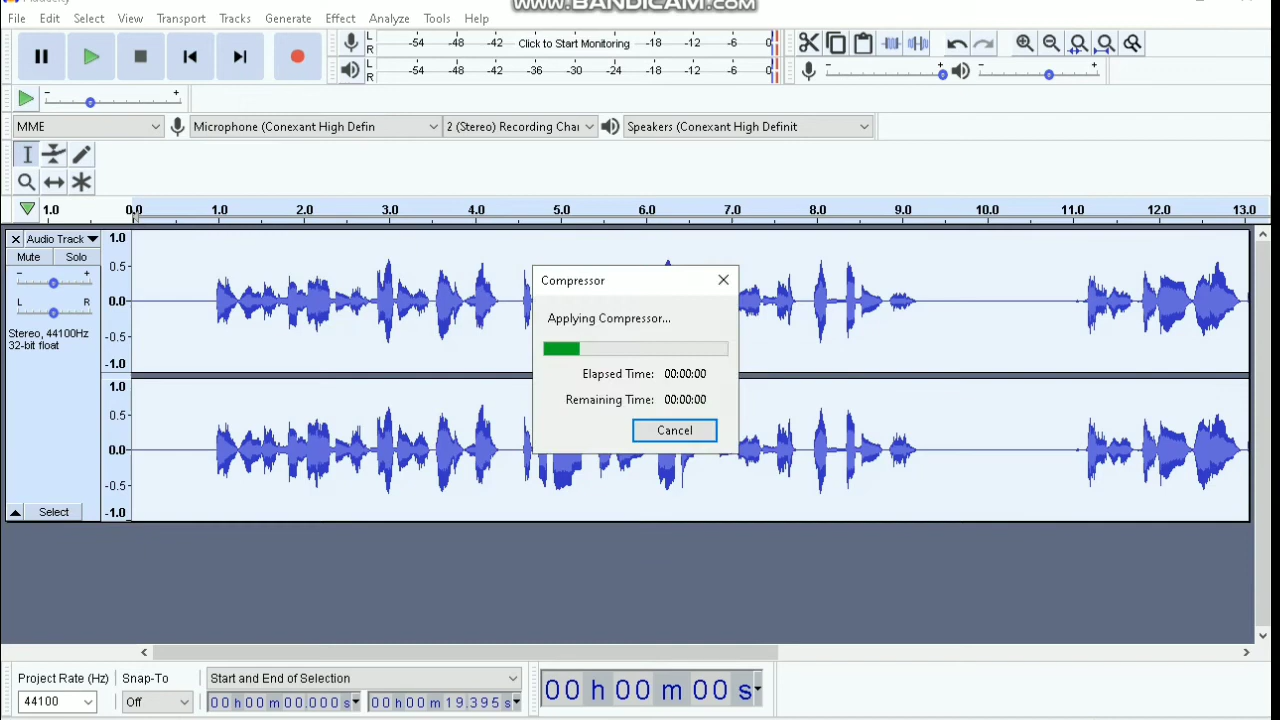 www.BANDICAM.com
Audacity
File Edit Select View Transport Tracks Generate Effect Analyze Tools Help
L R -54 -48 -42 Click to Start Monitoring -18 -12 -6 0
L R -54 -48 -42 -36 -30 -24 -18 -12 -6 0
- + - +
- +
MME Microphone (Conexant High Defin 2 (Stereo) Recording Chai Speakers (Conexant High Definit
1.0 0.0 1.0 2.0 3.0 4.0 5.0 6.0 7.0 8.0 9.0 10.0 11.0 12.0 13.0
Audio Track 1.0
Mute Solo
- + 0.5
L R 0.0
Stereo, 44100Hz -0.5
32-bit float
-1.0
1.0
0.5
0.0
-0.5
Select -1.0
Compressor
Applying Compressor...
Elapsed Time: 00:00:00
Remaining Time: 00:00:00
Cancel
Project Rate (Hz) Snap-To Start and End of Selection
44100 Off 00 h 00 m 00.000 s 00 h 00 m 19.395 s
00 h 00 m 00 s